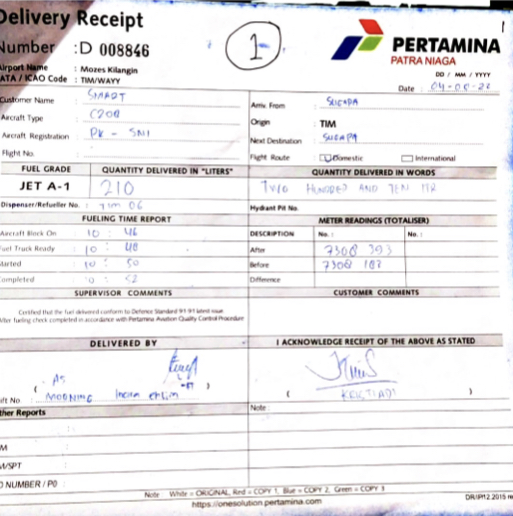 Delivery Receipt
Number : D 008846
1
PERTAMINA
PATRA NIAGA
Airport Name : Mozes Kilangin
IATA / ICAO Code : TIM/WAYY
DD / MM / YYYY
Date :
Customer Name SMART
Arriv. From
Aircraft Type C208
Origin TIM
Aircraft Registration PK - SNI
Next Destination
Flight No.
Flight Route Domestic International
FUEL GRADE QUANTITY DELIVERED IN "LITERS" QUANTITY DELIVERED IN WORDS
JET A-1 210 TWO HUNDRED AND TEN LTR
Dispenser/Refueller No. : TIM 06 Hydrant Pit No.
FUELING TIME REPORT METER READINGS (TOTALISER)
Aircraft Block On 10 : 46 DESCRIPTION No. : No. :
Fuel Truck Ready 10 : 48 After 7308 393
Started 10 : 50 Before 7308 183
Completed 10 : 52 Difference
SUPERVISOR COMMENTS CUSTOMER COMMENTS
Certified that the fuel delivered conform to Defence Standard 91-91 latest issue
After fueling check completed in accordance with Pertamina Aviation Quality Control Procedure
DELIVERED BY I ACKNOWLEDGE RECEIPT OF THE ABOVE AS STATED
MORNING
Other Reports Note :
Note White = ORIGINAL, Red = COPY 1, Blue = COPY 2, Green = COPY 3
https://onesolution.pertamina.com